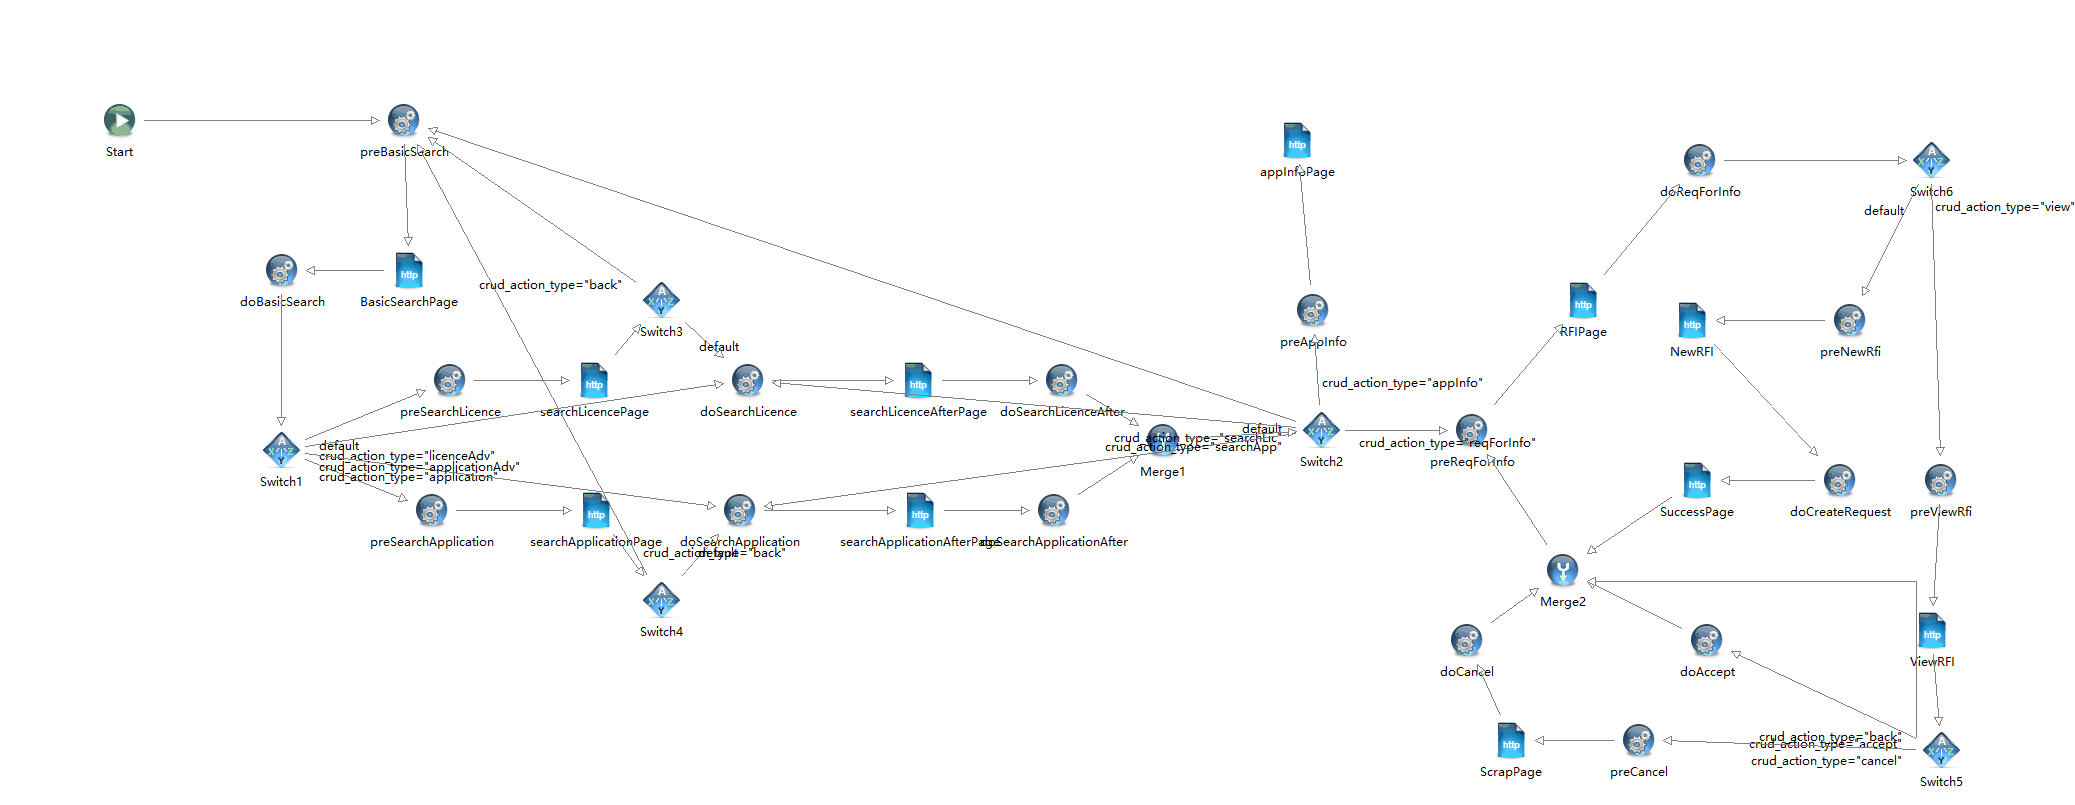 Start
preBasicSearch
appInfoPage
doReqForInfo
Switch6
default
crud_action_type="view"
doBasicSearch
BasicSearchPage
crud_action_type="back"
Switch3
default
preAppInfo
RFIPage
NewRFI
preNewRfi
crud_action_type="appInfo"
preSearchLicence
searchLicencePage
doSearchLicence
searchLicenceAfterPage
doSearchLicenceAfter
default
crud_action_type="searchLic"
crud_action_type="searchApp"
Merge1
Switch2
crud_action_type="reqForInfo"
preReqForInfo
default
crud_action_type="licenceAdv"
crud_action_type="applicationAdv"
crud_action_type="application"
Switch1
SuccessPage
doCreateRequest
preViewRfi
preSearchApplication
searchApplicationPage
doSearchApplication
searchApplicationAfterPage
doSearchApplicationAfter
crud_action_type="back"
default
Switch4
Merge2
doCancel
doAccept
ViewRFI
crud_action_type="back"
crud_action_type="accept"
crud_action_type="cancel"
ScrapPage
preCancel
Switch5